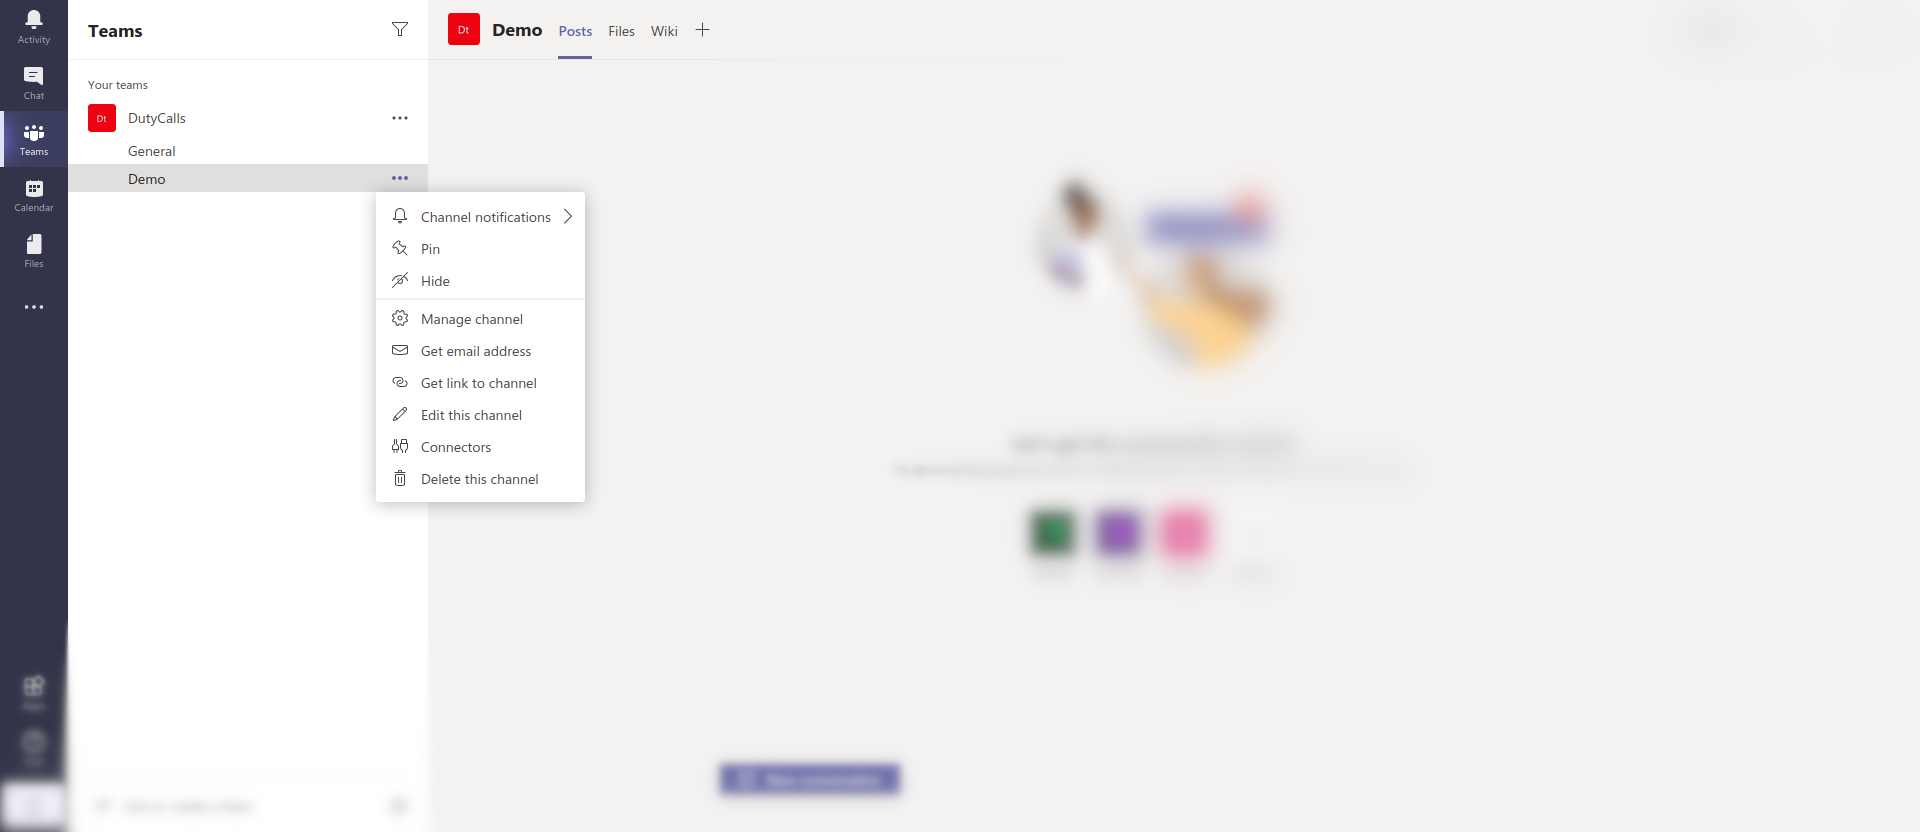 Activity
Chat
Teams
Calendar
Files
Teams
Your teams
Dt
DutyCalls
General
Demo
Channel notifications
Pin
Hide
Manage channel
Get email address
Get link to channel
Edit this channel
Connectors
Delete this channel
Dt
Demo
Posts
Files
Wiki